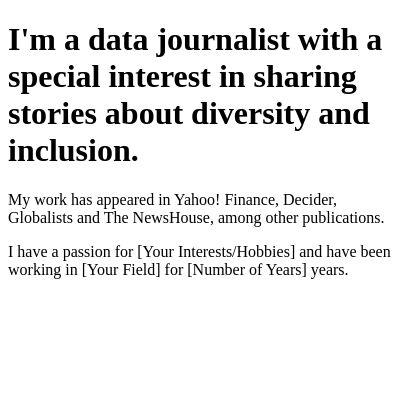 I'm a data journalist with a
special interest in sharing
stories about diversity and
inclusion.
My work has appeared in Yahoo! Finance, Decider,
Globalists and The NewsHouse, among other publications.
I have a passion for [Your Interests/Hobbies] and have been
working in [Your Field] for [Number of Years] years.